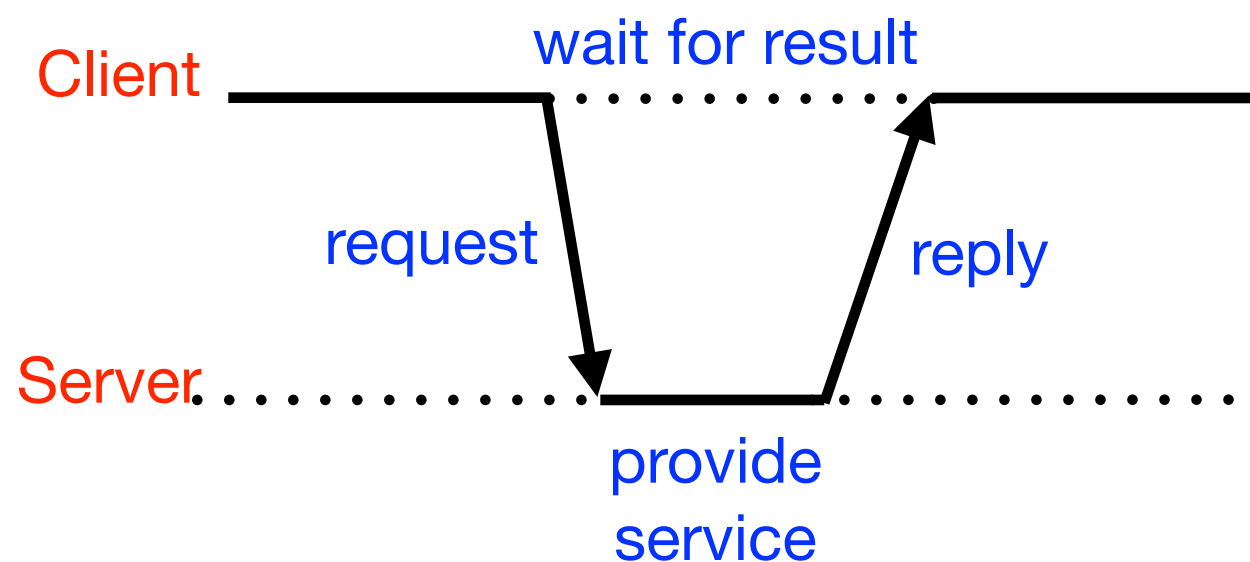 wait for result
Client
request
reply
Server
provide
service